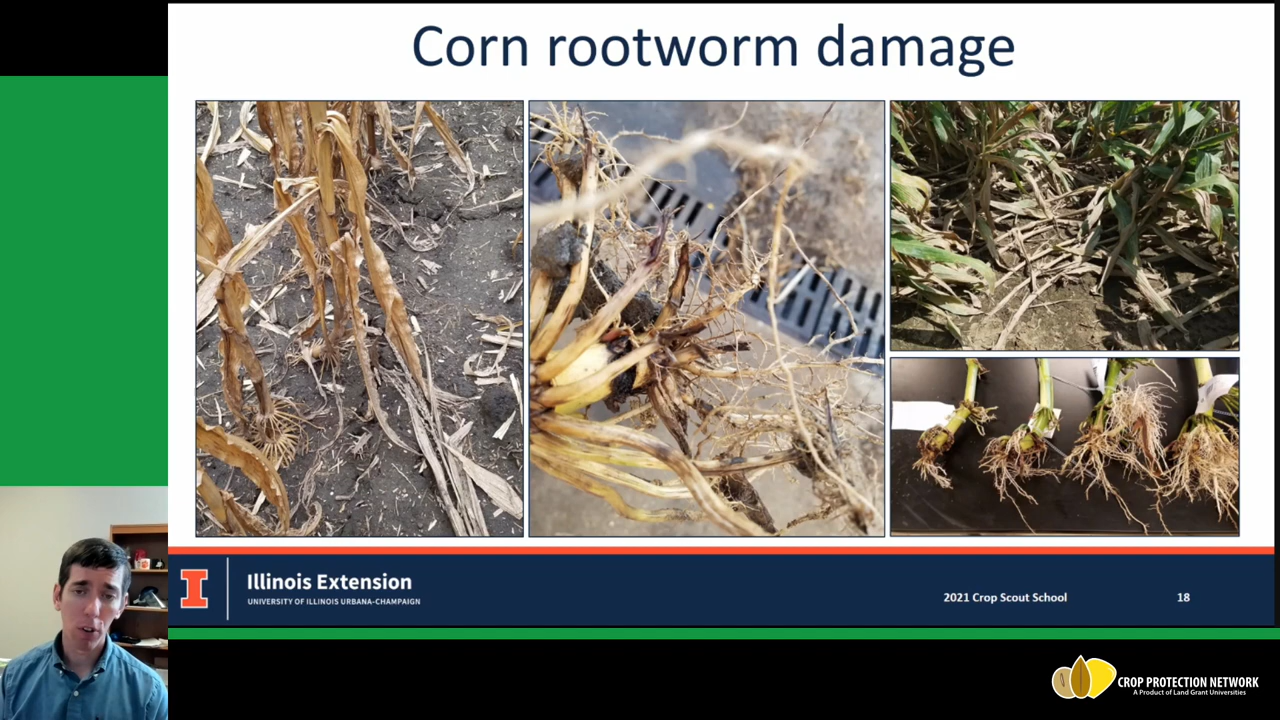 Corn rootworm damage
I
Illinois Extension
UNIVERSITY OF ILLINOIS URBANA-CHAMPAIGN
2021 Crop Scout School
18
CROP PROTECTION NETWORK
A Product of Land Grant Universities